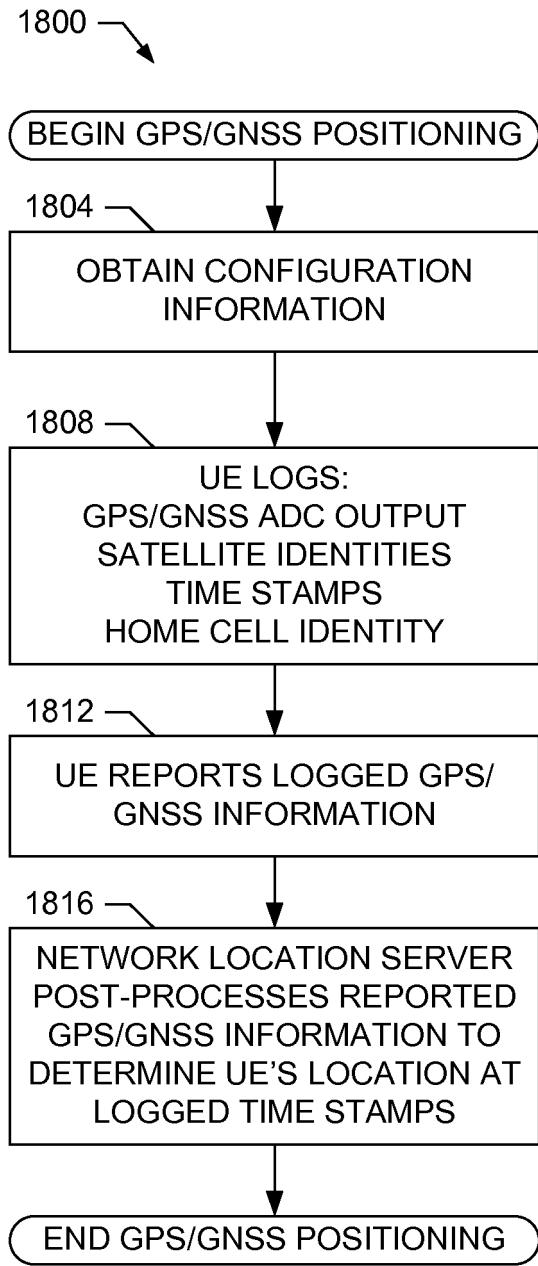 1800
BEGIN GPS/GNSS POSITIONING
1804
OBTAIN CONFIGURATION
INFORMATION
1808
UE LOGS:
GPS/GNSS ADC OUTPUT
SATELLITE IDENTITIES
TIME STAMPS
HOME CELL IDENTITY
1812
UE REPORTS LOGGED GPS/
GNSS INFORMATION
1816
NETWORK LOCATION SERVER
POST-PROCESSES REPORTED
GPS/GNSS INFORMATION TO
DETERMINE UE'S LOCATION AT
LOGGED TIME STAMPS
END GPS/GNSS POSITIONING